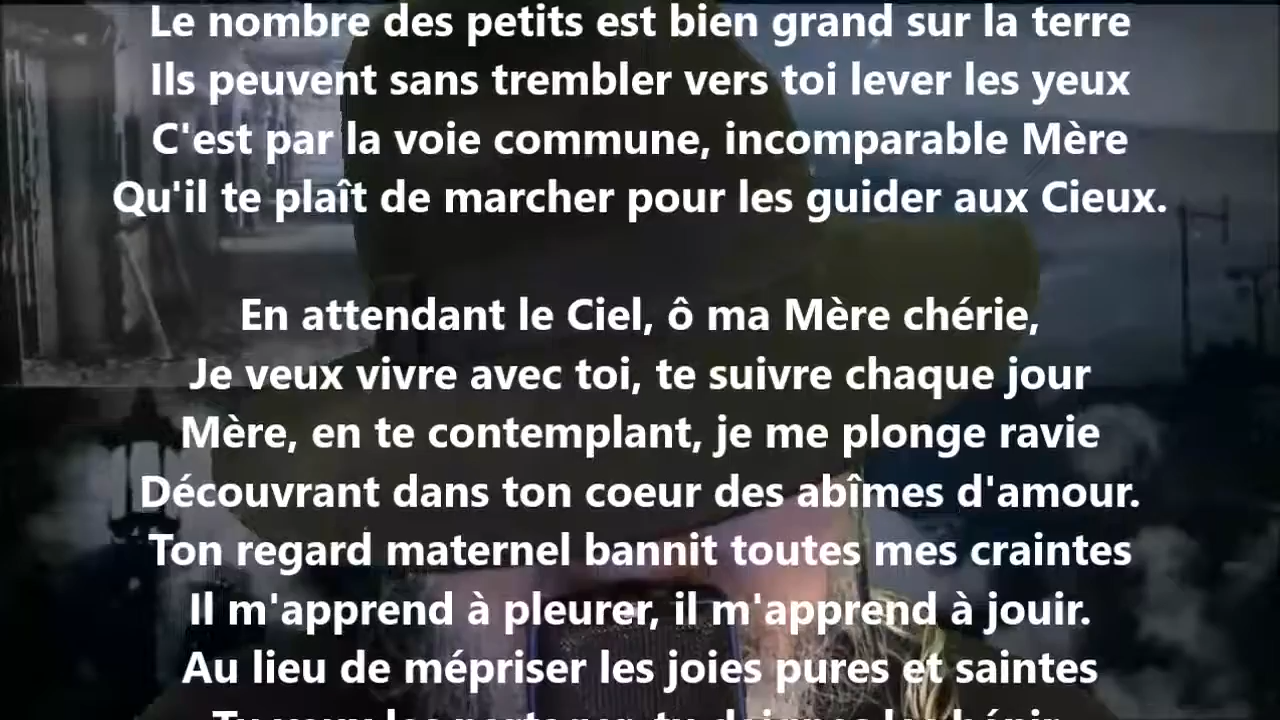 Le nombre des petits est bien grand sur la terre
Ils peuvent sans trembler vers toi lever les yeux
C'est par la voie commune, incomparable Mère
Qu'il te plaît de marcher pour les guider aux Cieux.
En attendant le Ciel, ô ma Mère chérie,
Je veux vivre avec toi, te suivre chaque jour
Mère, en te contemplant, je me plonge ravie
Découvrant dans ton coeur des abîmes d'amour.
Ton regard maternel bannit toutes mes craintes
Il m'apprend à pleurer, il m'apprend à jouir.
Au lieu de mépriser les joies pures et saintes